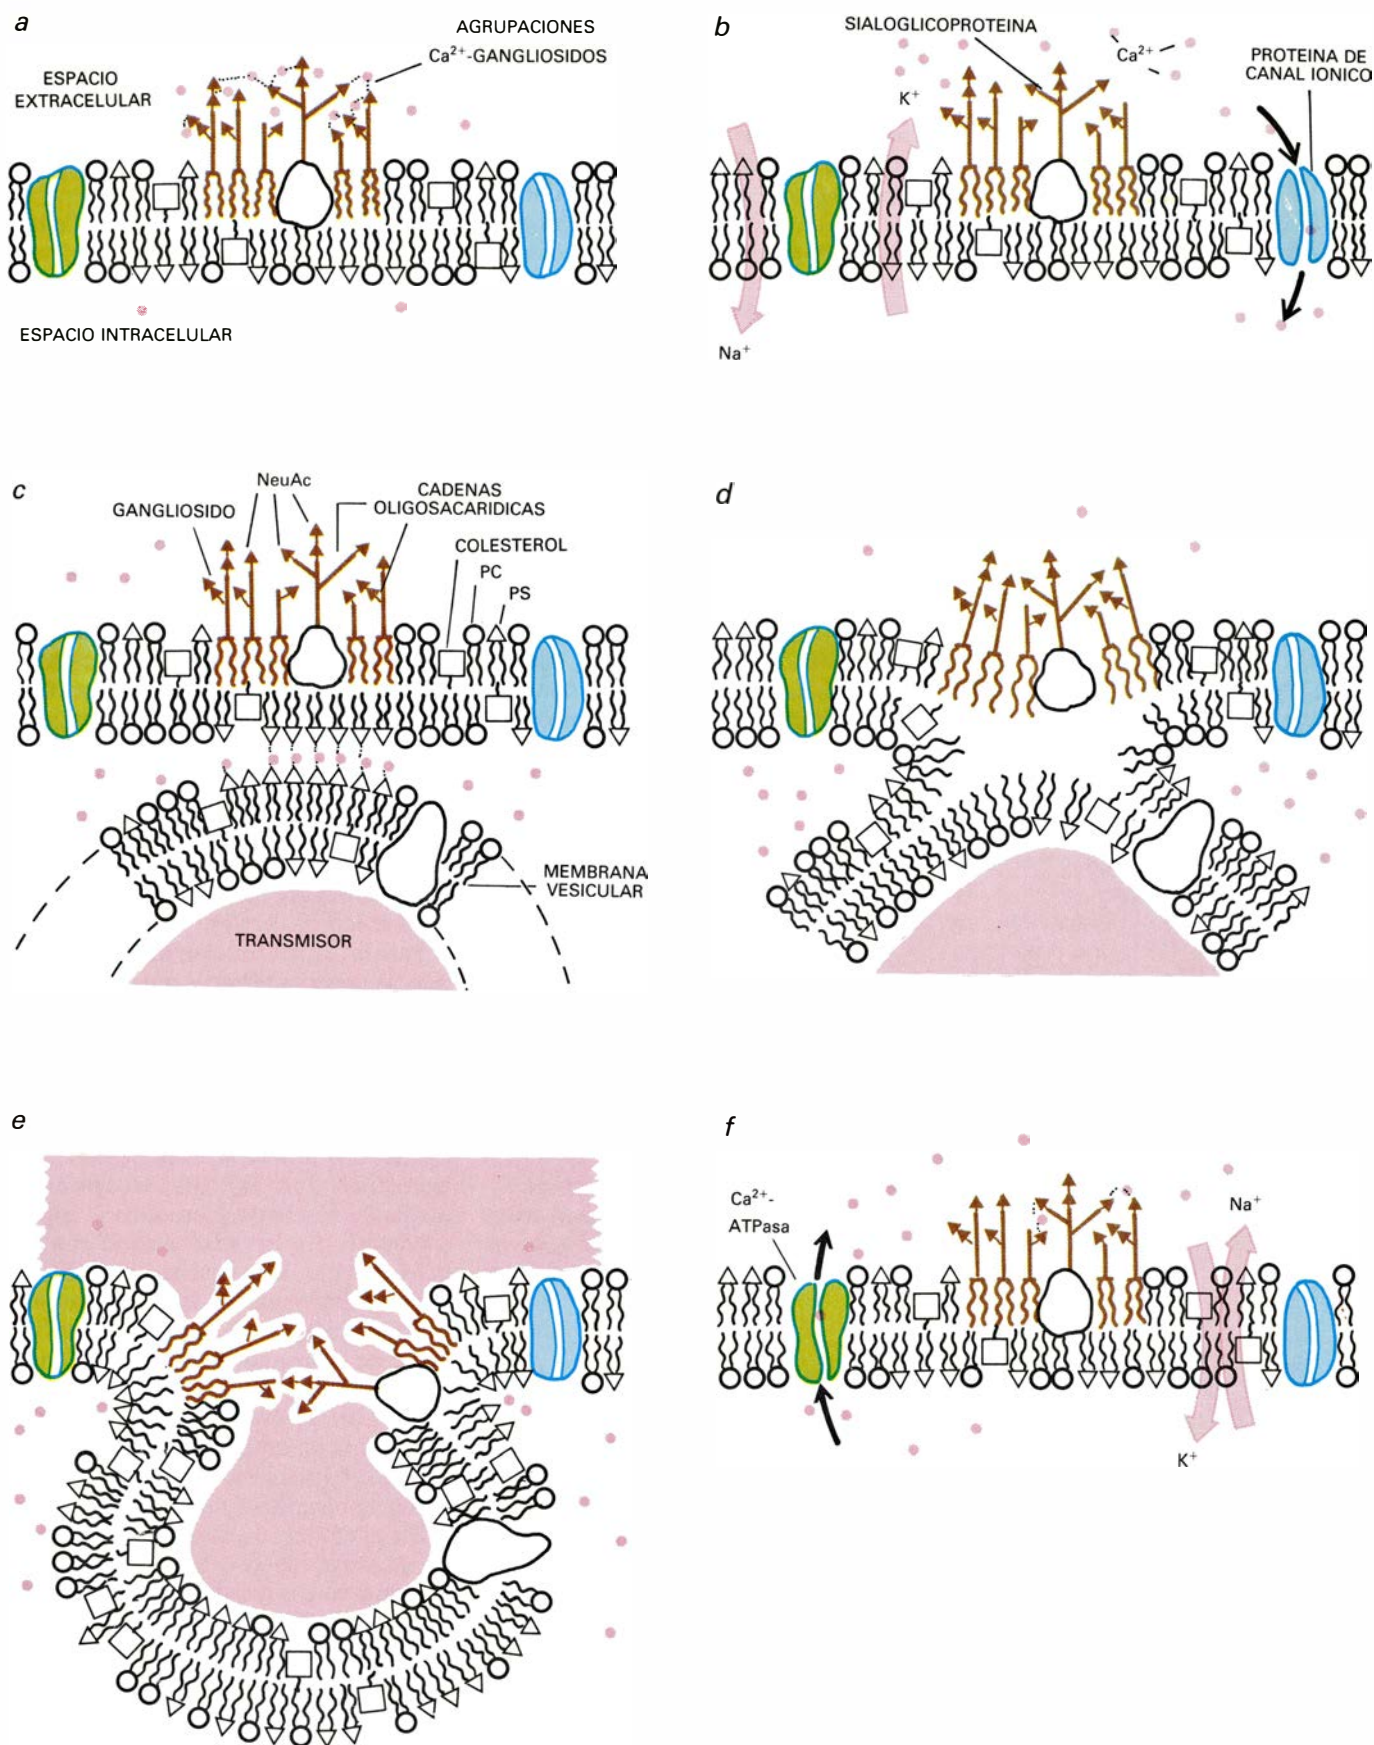 a
AGRUPACIONES
Ca²⁺-GANGLIOSIDOS
ESPACIO
EXTRACELULAR
ESPACIO INTRACELULAR
b
SIALOGLICOPROTEINA
Ca²⁺
PROTEINA DE
CANAL IONICO
K⁺
Na⁺
c
NeuAc
GANGLIOSIDO
CADENAS
OLIGOSACARIDICAS
COLESTEROL
PC
PS
MEMBRANA
VESICULAR
TRANSMISOR
d
e
f
Ca²⁺-
ATPasa
Na⁺
K⁺